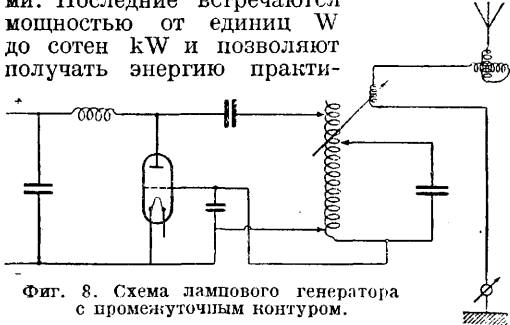 ми. Последние встречаются
мощностью от единиц W
до сотен kW и позволяют
получать энергию практи-
+
−
Фиг. 8. Схема лампового генератора
с промежуточным контуром.